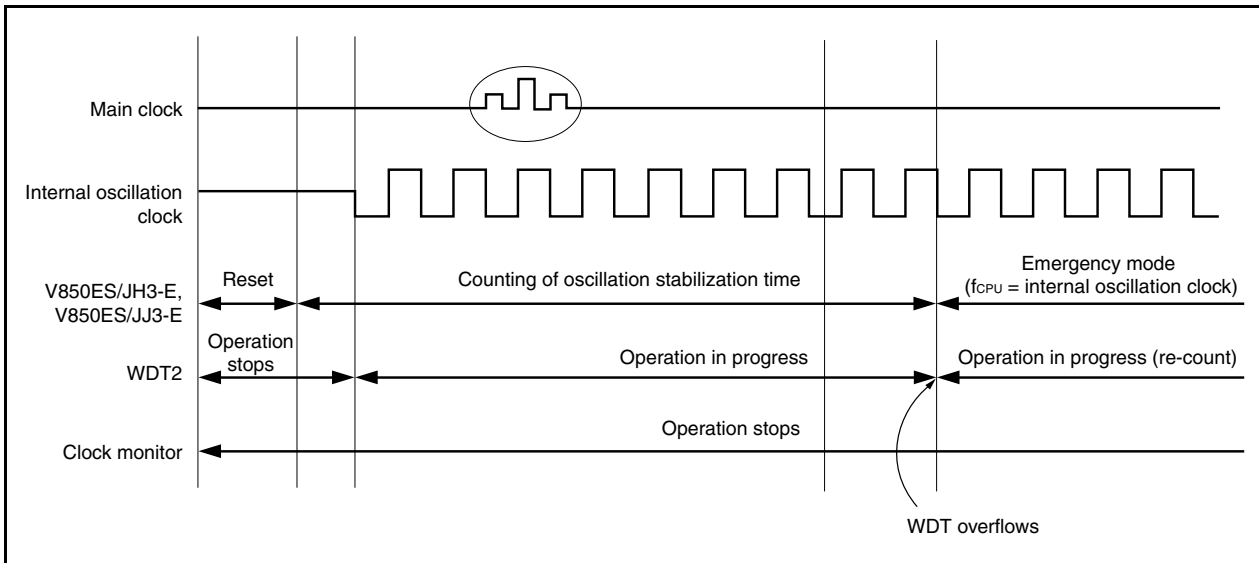 Main clock
Internal oscillation
clock
V850ES/JH3-E,
V850ES/JJ3-E
Reset
Counting of oscillation stabilization time
Emergency mode
(fCPU = internal oscillation clock)
WDT2
Operation
stops
Operation in progress
Operation in progress (re-count)
Clock monitor
Operation stops
WDT overflows